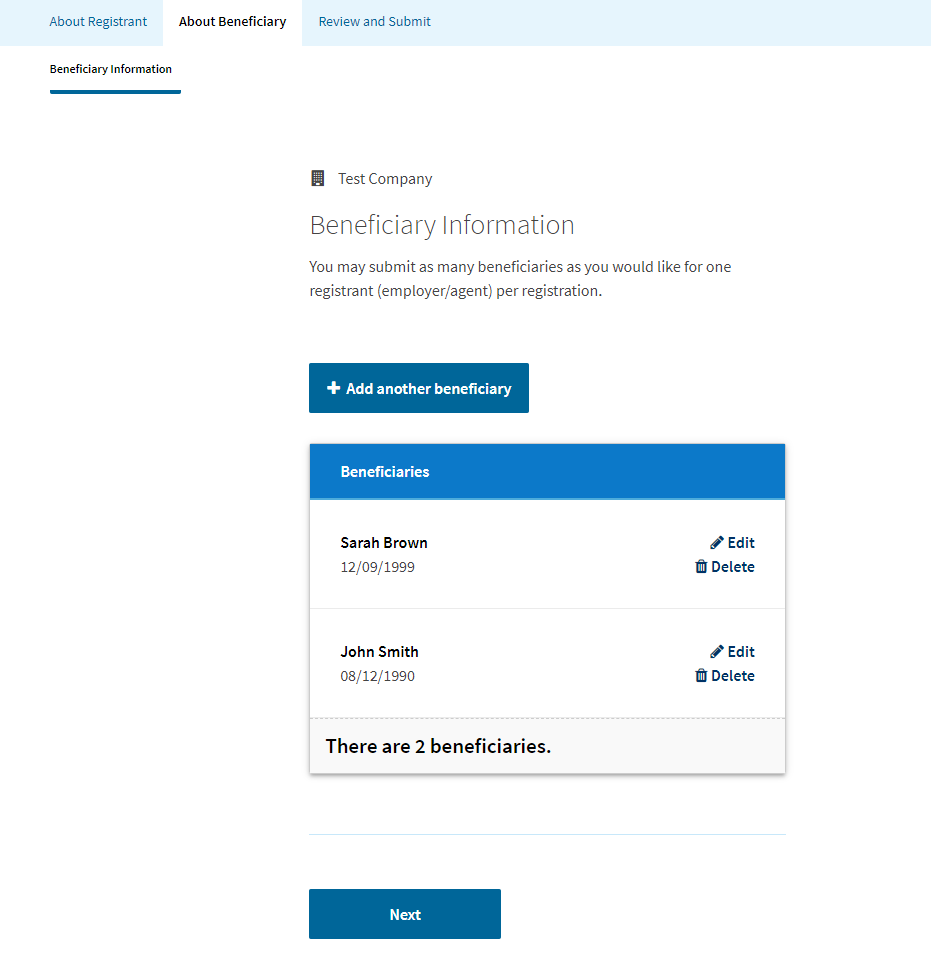 About Registrant
About Beneficiary
Review and Submit
Beneficiary Information
Test Company
Beneficiary Information
You may submit as many beneficiaries as you would like for one
registrant (employer/agent) per registration.
Add another beneficiary
Beneficiaries
Sarah Brown
Edit
12/09/1999
Delete
John Smith
Edit
08/12/1990
Delete
There are 2 beneficiaries.
Next